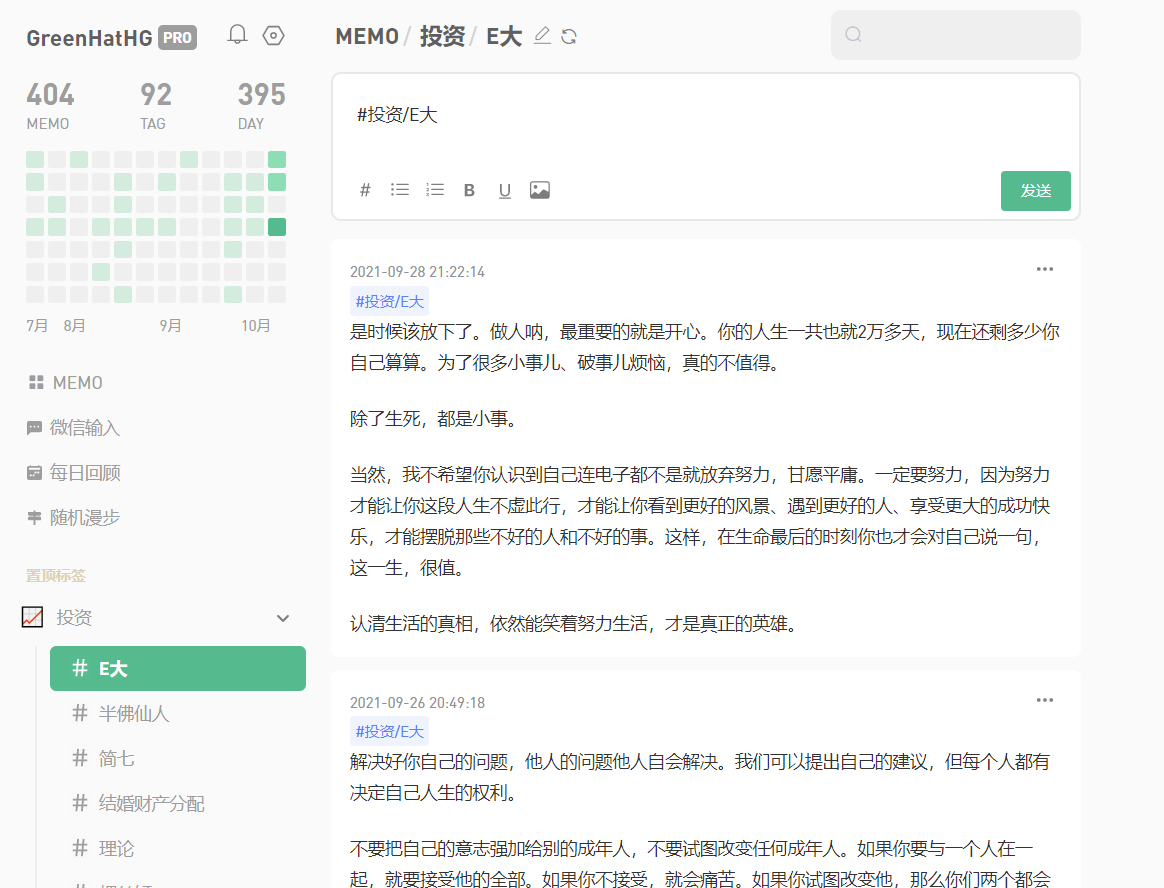 GreenHatHG PRO
404 92 395
MEMO TAG DAY
7月 8月 9月 10月
MEMO
微信输入
每日回顾
随机漫步
置顶标签
投资
# E大
# 半佛仙人
# 简七
# 结婚财产分配
# 理论
MEMO / 投资 / E大
#投资/E大
# B U
发送
2021-09-28 21:22:14
#投资/E大
是时候该放下了。做人呐，最重要的就是开心。你的人生一共也就2万多天，现在还剩多少你
自己算算。为了很多小事儿、破事儿烦恼，真的不值得。
除了生死，都是小事。
当然，我不希望你认识到自己连电子都不是就放弃努力，甘愿平庸。一定要努力，因为努力
才能让你这段人生不虚此行，才能让你看到更好的风景、遇到更好的人、享受更大的成功快
乐，才能摆脱那些不好的人和不好的事。这样，在生命最后的时刻你也才会对自己说一句，
这一生，很值。
认清生活的真相，依然能笑着努力生活，才是真正的英雄。
2021-09-26 20:49:18
#投资/E大
解决好你自己的问题，他人的问题他人自会解决。我们可以提出自己的建议，但每个人都有
决定自己人生的权利。
不要把自己的意志强加给别的成年人，不要试图改变任何成年人。如果你要与一个人在一
起，就要接受他的全部。如果你不接受，就会痛苦。如果你试图改变他，那么你们两个都会